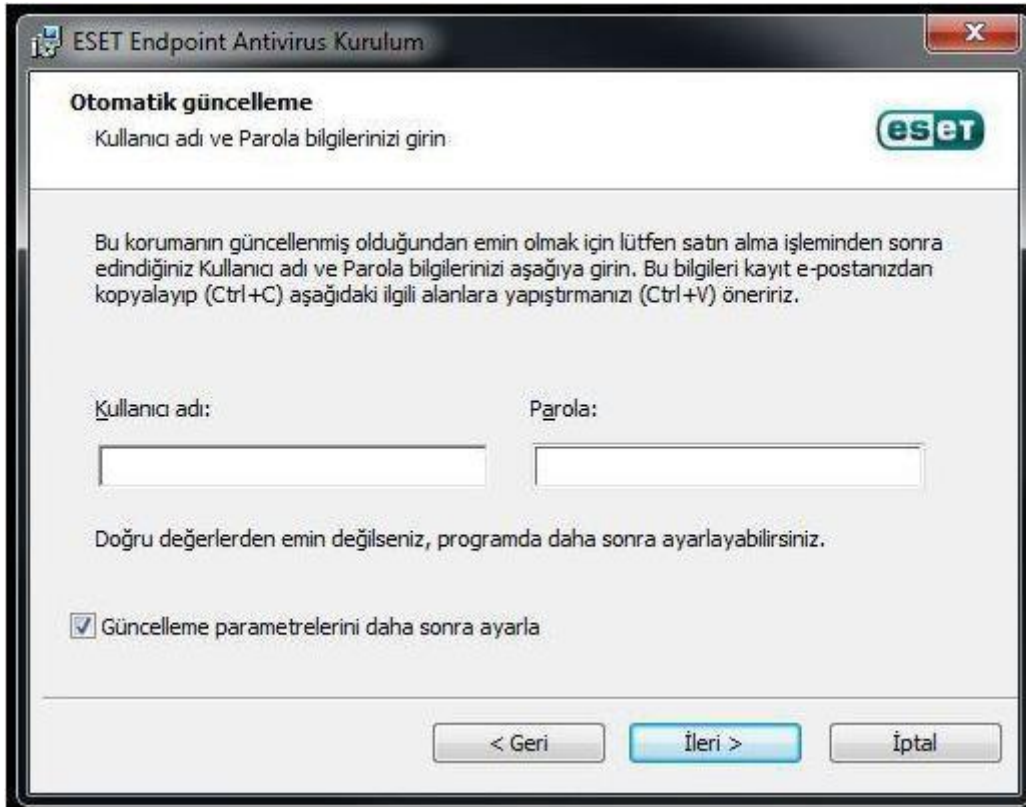 ESET Endpoint Antivirus Kurulum
Otomatik güncelleme
Kullanıcı adı ve Parola bilgilerinizi girin
eseT
Bu korumanın güncellenmiş olduğundan emin olmak için lütfen satın alma işleminden sonra
edindiğiniz Kullanıcı adı ve Parola bilgilerinizi aşağıya girin. Bu bilgileri kayıt e-postanızdan
kopyalayıp (Ctrl+C) aşağıdaki ilgili alanlara yapıştırmanızı (Ctrl+V) öneririz.
Kullanıcı adı: Parola:
Doğru değerlerden emin değilseniz, programda daha sonra ayarlayabilirsiniz.
Güncelleme parametrelerini daha sonra ayarla
< Geri İleri > İptal